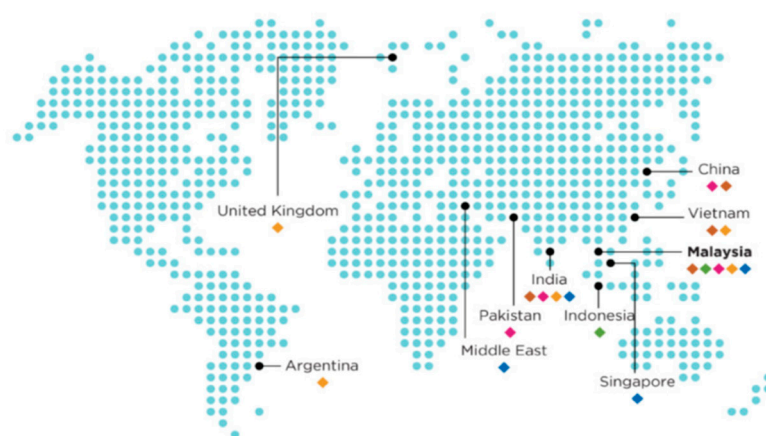 China
United Kingdom
Vietnam
Malaysia
India
Pakistan
Indonesia
Middle East
Argentina
Singapore